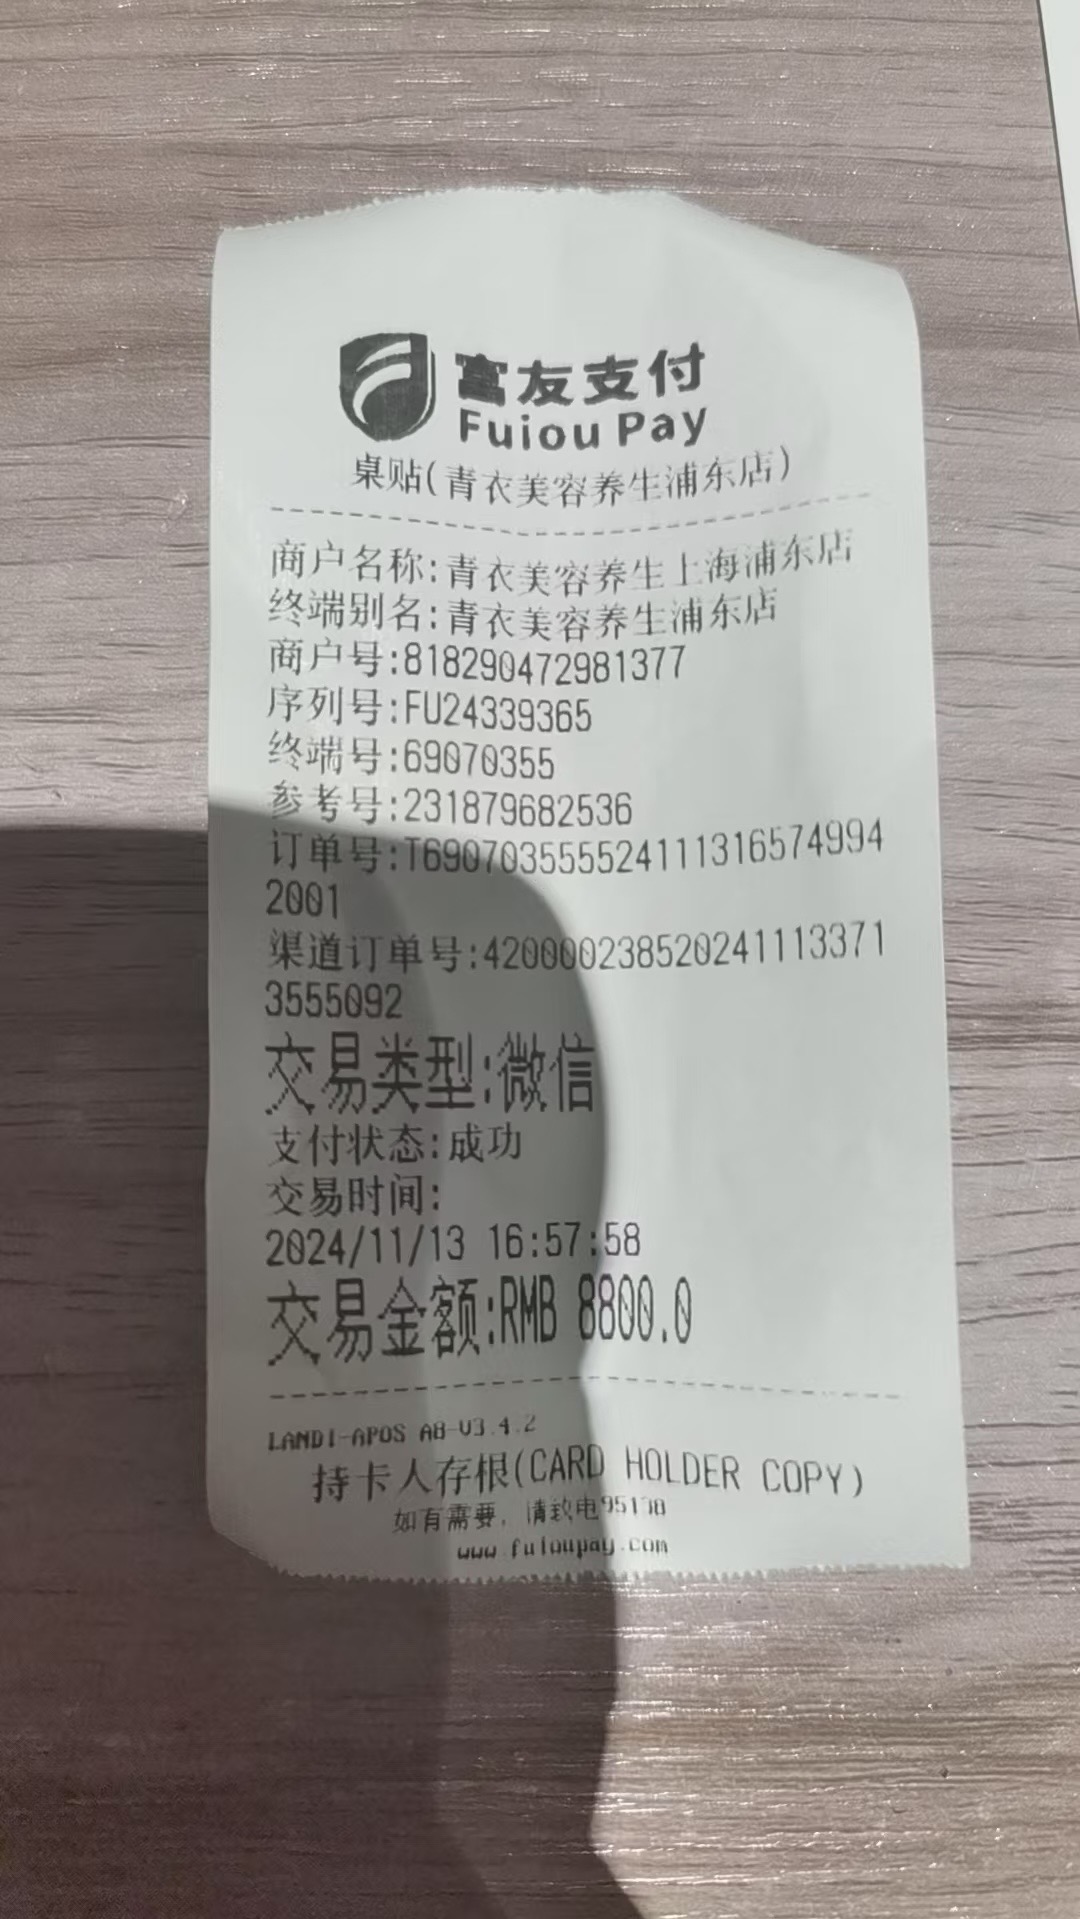 富友支付
Fuiou Pay
桌贴(青衣美容养生浦东店)
商户名称:青衣美容养生上海浦东店
终端别名:青衣美容养生浦东店
商户号:818290472981377
序列号:FU24339365
终端号:69070355
参考号:231879682536
订单号:T690703555524111316574994
2001
渠道订单号:420000238520241113371
3555092
交易类型:微信
支付状态:成功
交易时间:
2024/11/13 16:57:58
交易金额:RMB 8800.0
LANDI-APOS A8-V3.4.2
持卡人存根(CARD HOLDER COPY)
如有需要，请致电95138
www.fuioupay.com